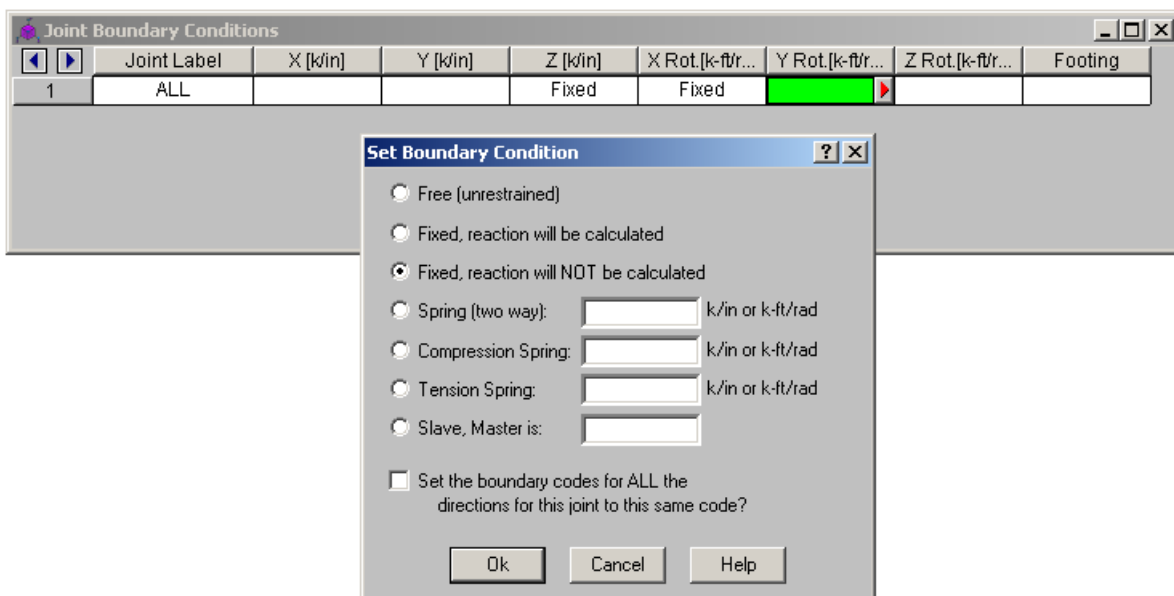 Joint Boundary Conditions
Joint Label X [k/in] Y [k/in] Z [k/in] X Rot.[k-ft/r... Y Rot.[k-ft/r... Z Rot.[k-ft/r... Footing
1 ALL Fixed Fixed
Set Boundary Condition
Free (unrestrained)
Fixed, reaction will be calculated
Fixed, reaction will NOT be calculated
Spring (two way): k/in or k-ft/rad
Compression Spring: k/in or k-ft/rad
Tension Spring: k/in or k-ft/rad
Slave, Master is:
Set the boundary codes for ALL the
directions for this joint to this same code?
Ok Cancel Help